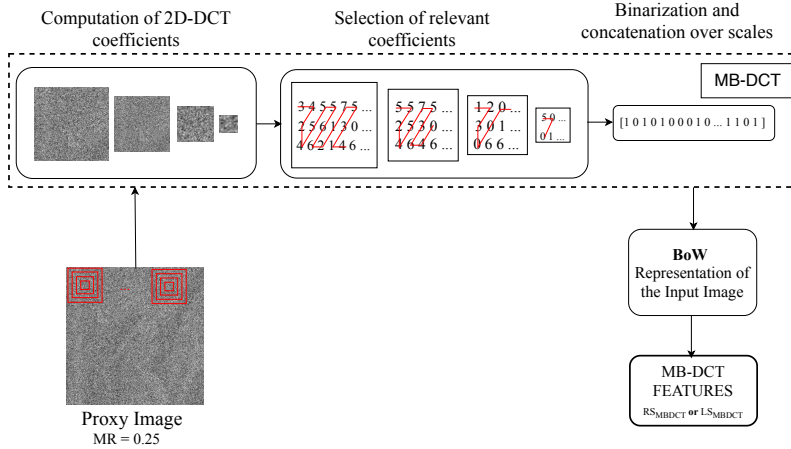 Computation of 2D-DCT
coefficients
Selection of relevant
coefficients
Binarization and
concatenation over scales
MB-DCT
3 4 5 5 7 5 ...
2 5 6 1 3 0 ...
4 6 2 1 4 6 ...
5 5 7 5 ...
2 5 3 0 ...
4 6 4 6 ...
1 2 0 ...
3 0 1 ...
0 6 6 ...
5 0 ...
0 1 ...
[1 0 1 0 1 0 0 0 1 0 ... 1 1 0 1 ]
BoW
Representation of
the Input Image
MB-DCT
FEATURES
RSMBDCT or LSMBDCT
Proxy Image
MR = 0.25